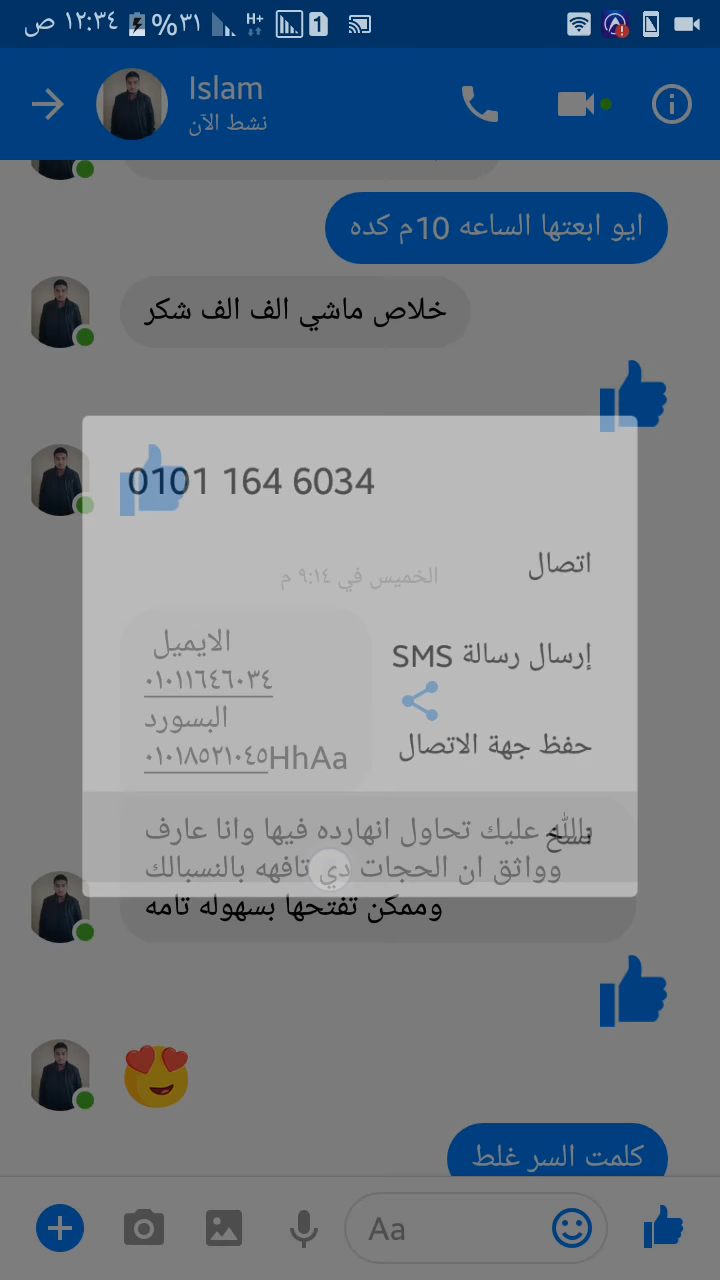 ١٢:٣٤ ص
%٣١
H+
1
Islam
نشط الآن
ايو ابعتها الساعه 10م كده
خلاص ماشي الف الف شكر
0101 164 6034
الخميس في ٩:١٤ م
اتصال
الايميل
٠١٠١١٦٤٦٠٣٤
البسورد
٠١٠١٨٥٢١٠٤٥HhAa
إرسال رسالة SMS
حفظ جهة الاتصال
نسخ
بالله عليك تحاول انهارده فيها وانا عارف
وواثق ان الحجات دي تافهه بالنسبالك
وممكن تفتحها بسهوله تامه
كلمت السر غلط
Aa